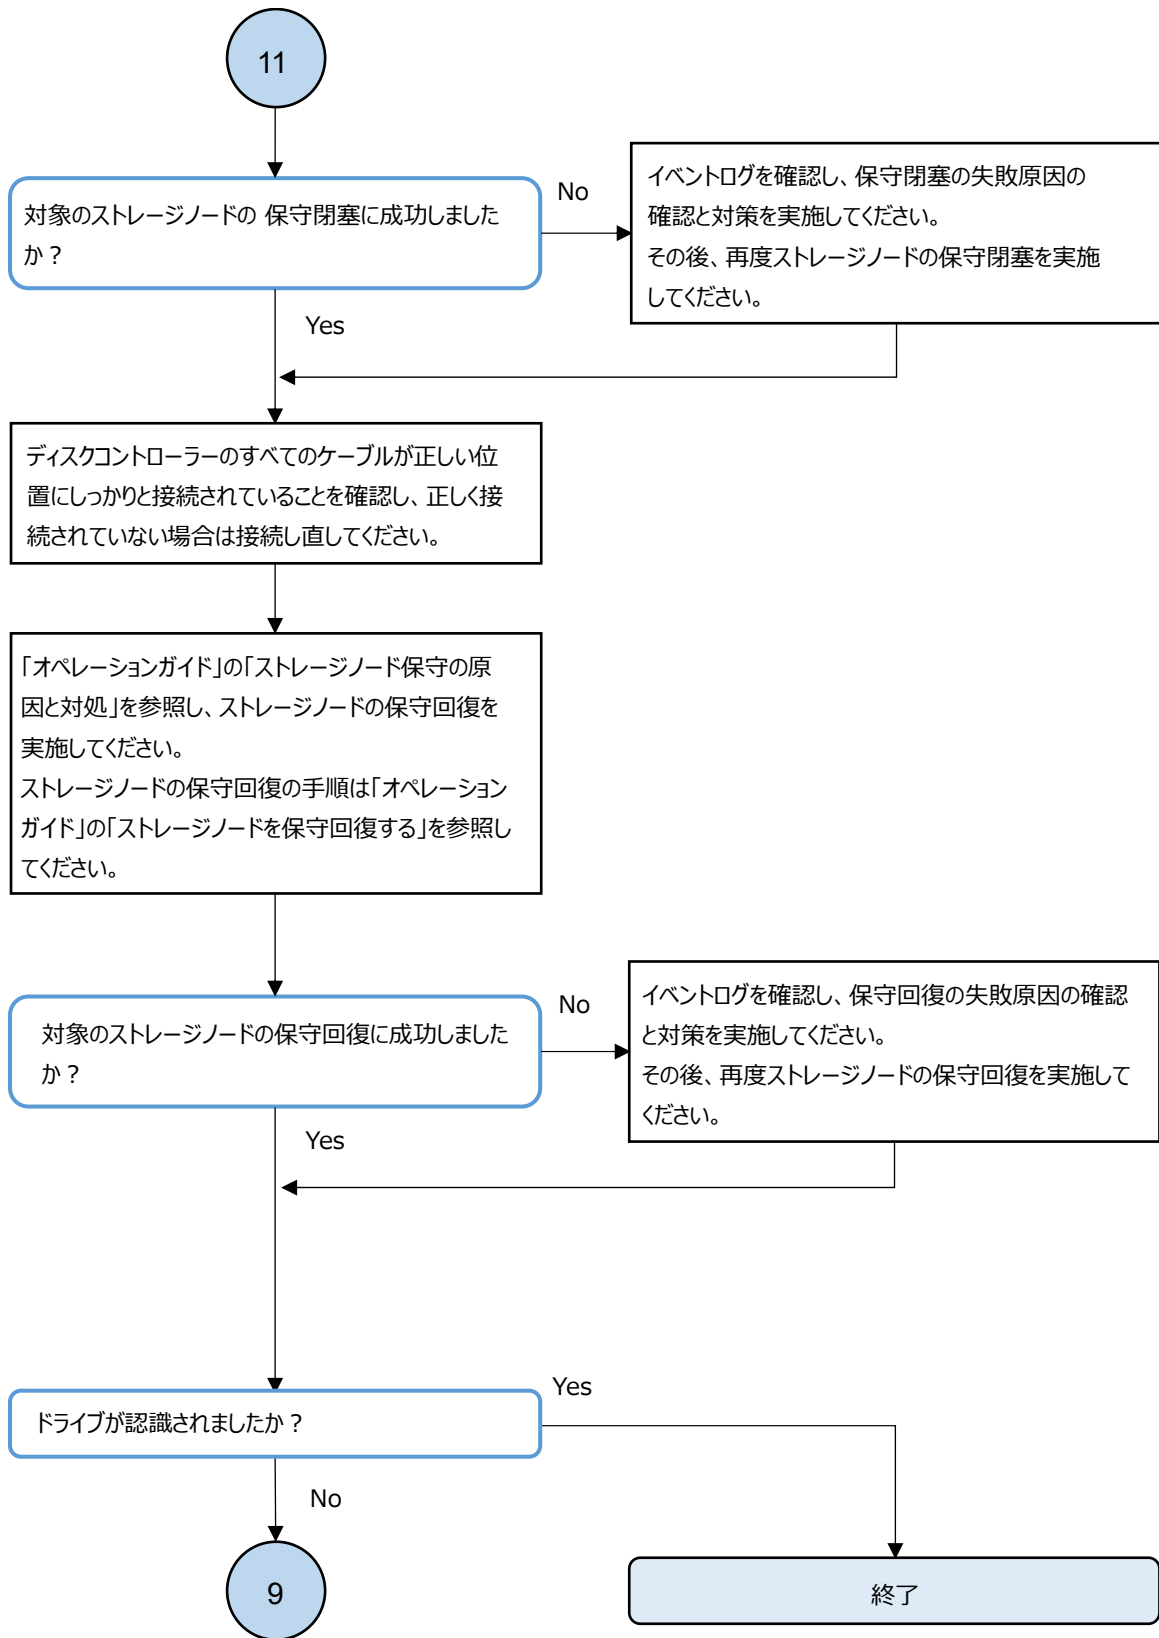 11
対象のストレージノードの 保守閉塞に成功しました
か？
No
イベントログを確認し、保守閉塞の失敗原因の
確認と対策を実施してください。
その後、再度ストレージノードの保守閉塞を実施
してください。
Yes
ディスクコントローラーのすべてのケーブルが正しい位
置にしっかりと接続されていることを確認し、正しく接
続されていない場合は接続し直してください。
「オペレーションガイド」の「ストレージノード保守の原
因と対処」を参照し、ストレージノードの保守回復を
実施してください。
ストレージノードの保守回復の手順は「オペレーション
ガイド」の「ストレージノードを保守回復する」を参照し
てください。
対象のストレージノードの保守回復に成功しました
か？
No
イベントログを確認し、保守回復の失敗原因の確認
と対策を実施してください。
その後、再度ストレージノードの保守回復を実施して
ください。
Yes
ドライブが認識されましたか？
Yes
No
9
終了